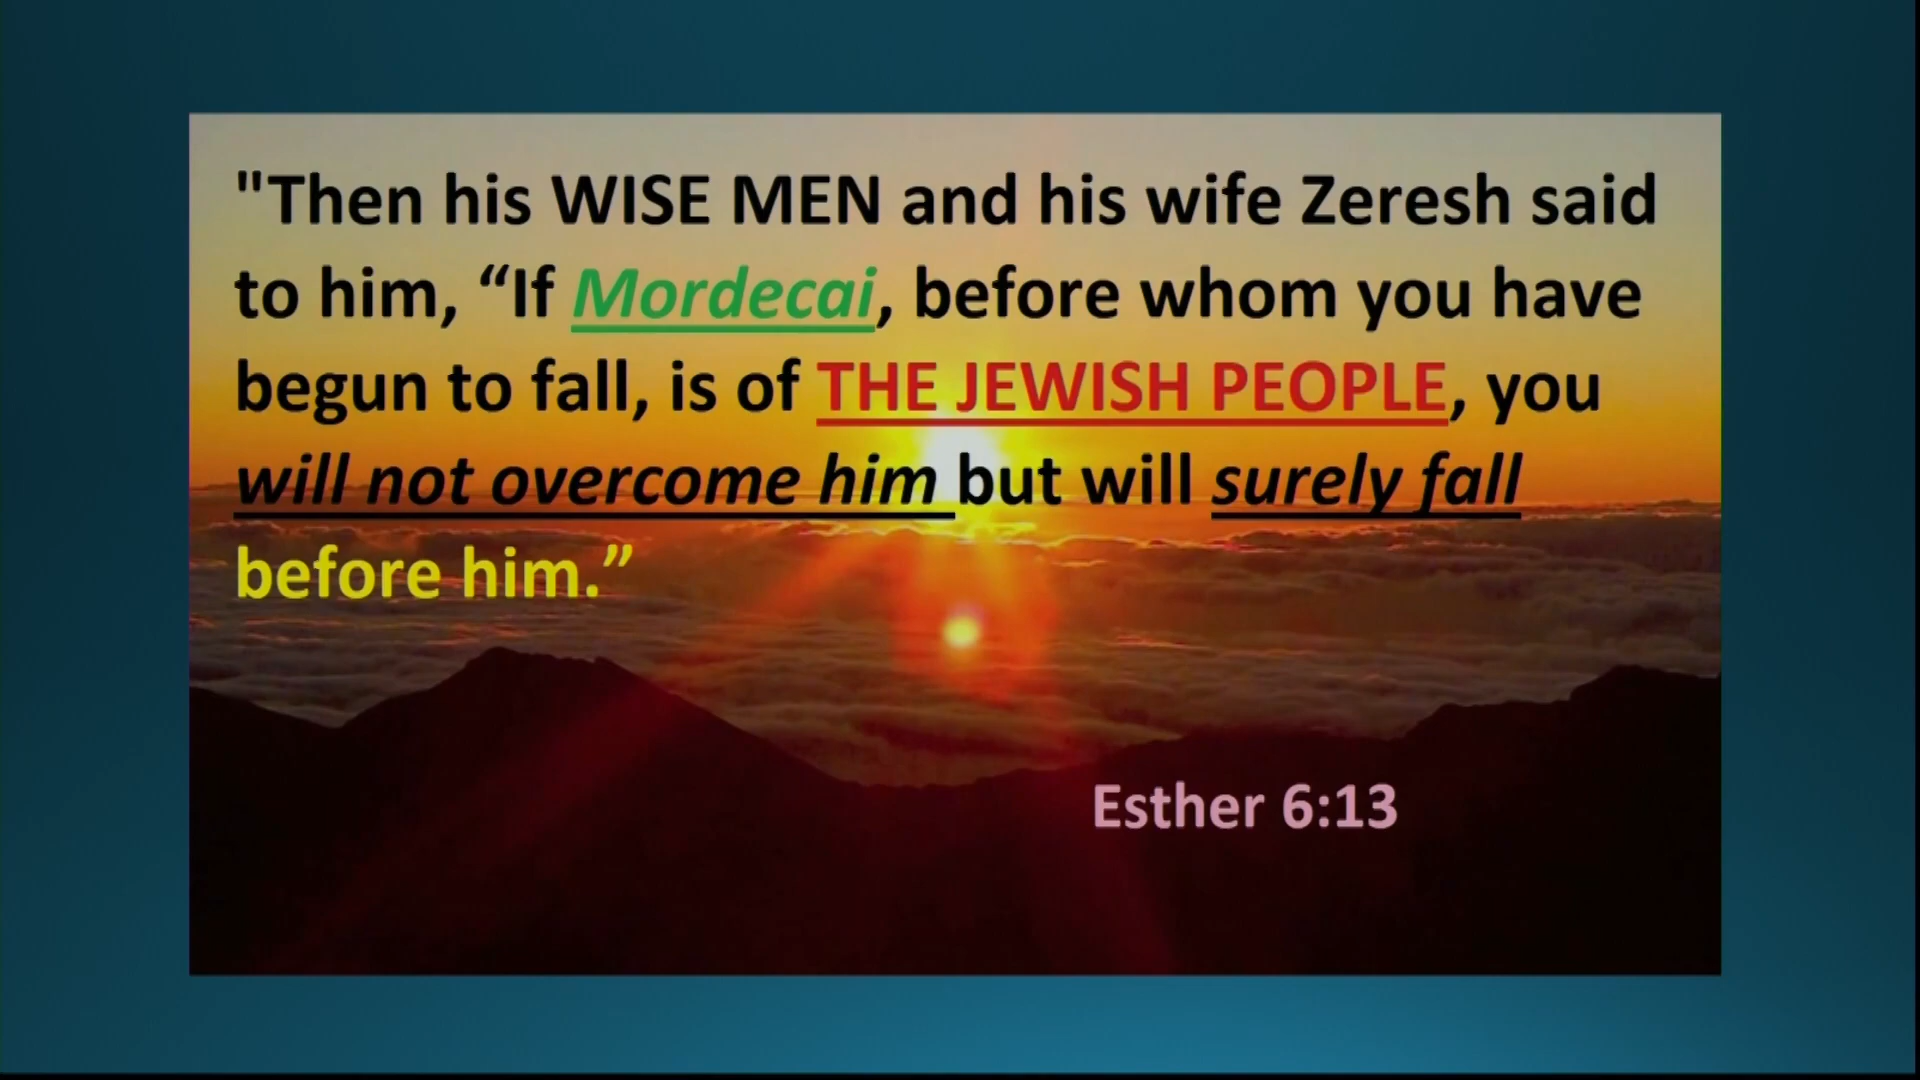 "Then his WISE MEN and his wife Zeresh said
to him, “If Mordecai, before whom you have
begun to fall, is of THE JEWISH PEOPLE, you
will not overcome him but will surely fall
before him.”
Esther 6:13